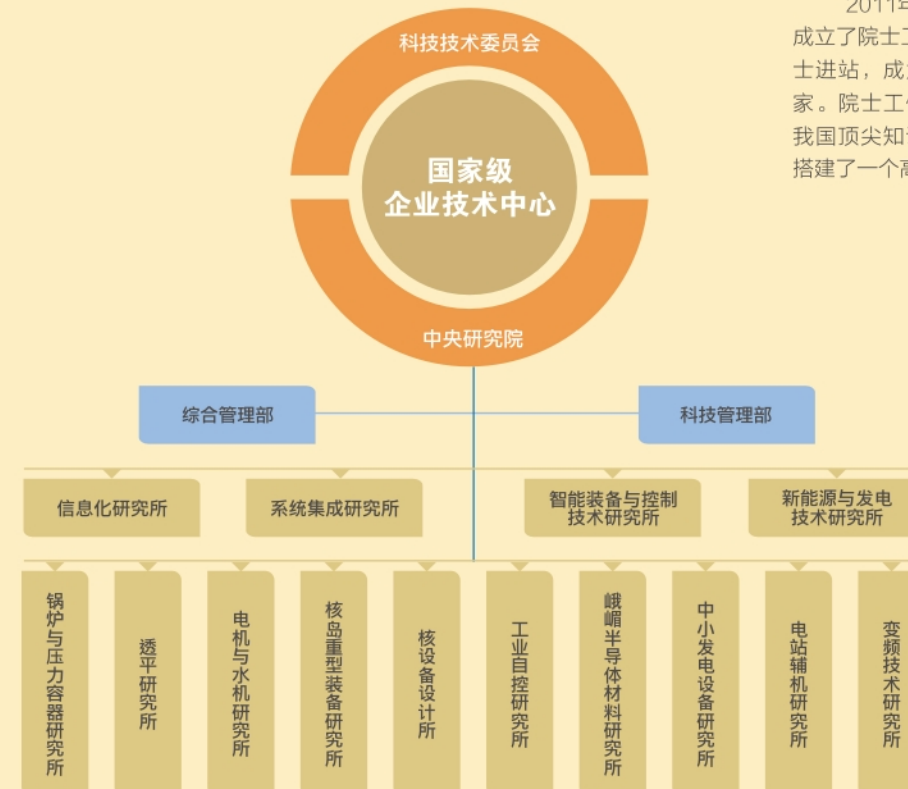 2011年
成立了院士
士进站，成
家。院士工
我国顶尖知
搭建了一个高
科技技术委员会
国家级
企业技术中心
中央研究院
综合管理部
科技管理部
信息化研究所
系统集成研究所
智能装备与控制
技术研究所
新能源与发电
技术研究所
锅炉与压力容器研究所
透平研究所
电机与水机研究所
核岛重型装备研究所
核设备设计所
工业自控研究所
峨嵋半导体材料研究所
中小发电设备研究所
电站辅机研究所
变频技术研究所